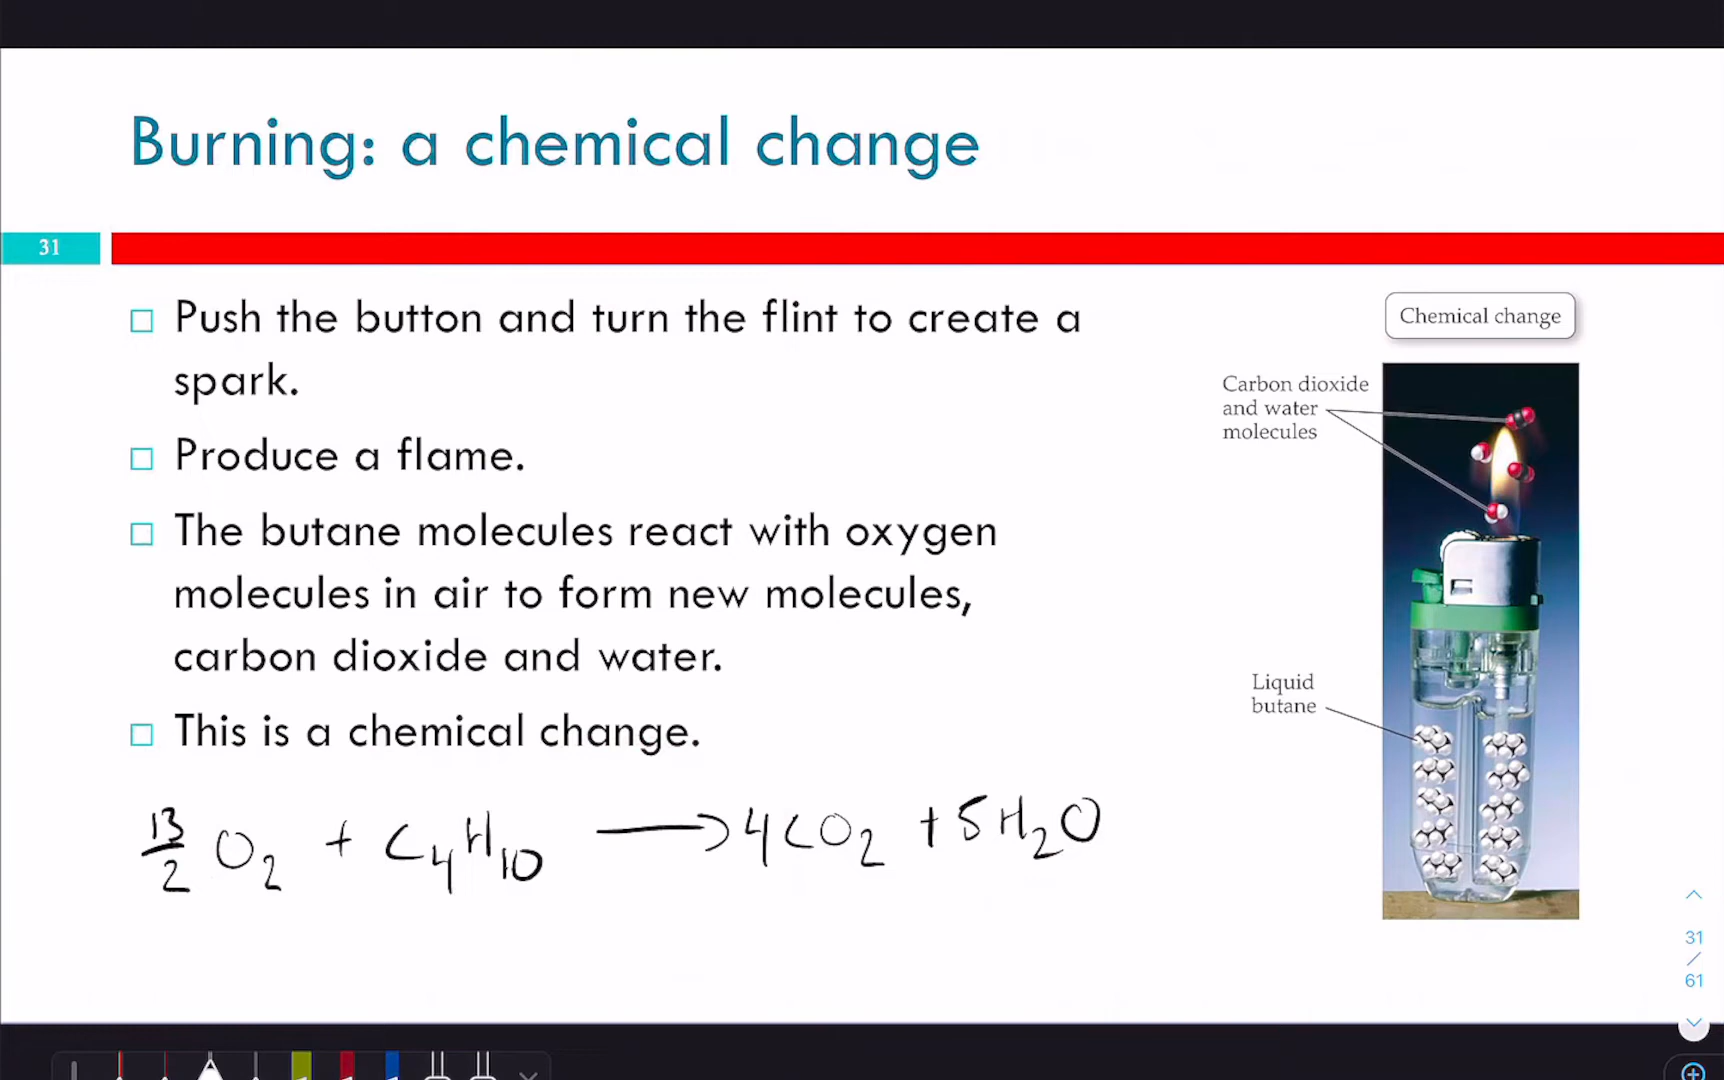 Burning: a chemical change
31
Push the button and turn the flint to create a
spark.
Produce a flame.
The butane molecules react with oxygen
molecules in air to form new molecules,
carbon dioxide and water.
This is a chemical change.
13/2 O₂ + C₄H₁₀ ⟶ 4CO₂ + 5H₂O
Chemical change
Carbon dioxide
and water
molecules
Liquid
butane
31
/
61